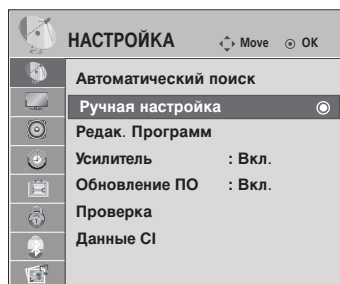 НАСТРОЙКА Move OK
Автоматический поиск
Ручная настройка
Редак. Программ
Усилитель : Вкл.
Обновление ПО : Вкл.
Проверка
Данные CI